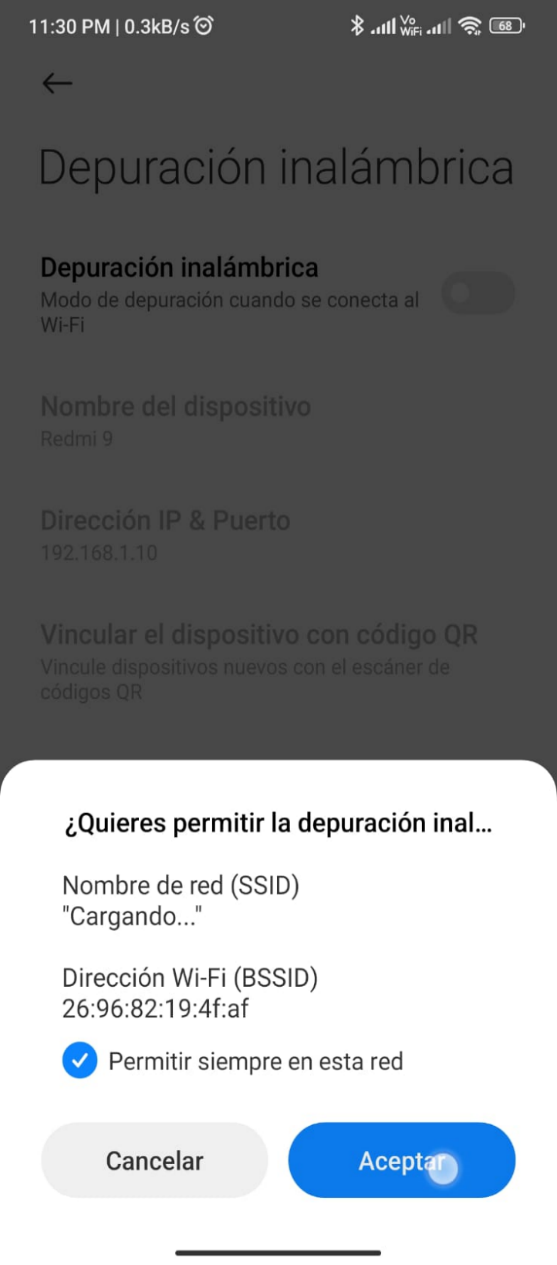 11:30 PM | 0.3kB/s
Vo
WiFi
68
Depuración inalámbrica
Depuración inalámbrica
Modo de depuración cuando se conecta al
Wi-Fi
Nombre del dispositivo
Redmi 9
Dirección IP & Puerto
192.168.1.10
Vincular el dispositivo con código QR
Vincule dispositivos nuevos con el escáner de
códigos QR
¿Quieres permitir la depuración inal...
Nombre de red (SSID)
"Cargando..."
Dirección Wi-Fi (BSSID)
26:96:82:19:4f:af
Permitir siempre en esta red
Cancelar
Aceptar